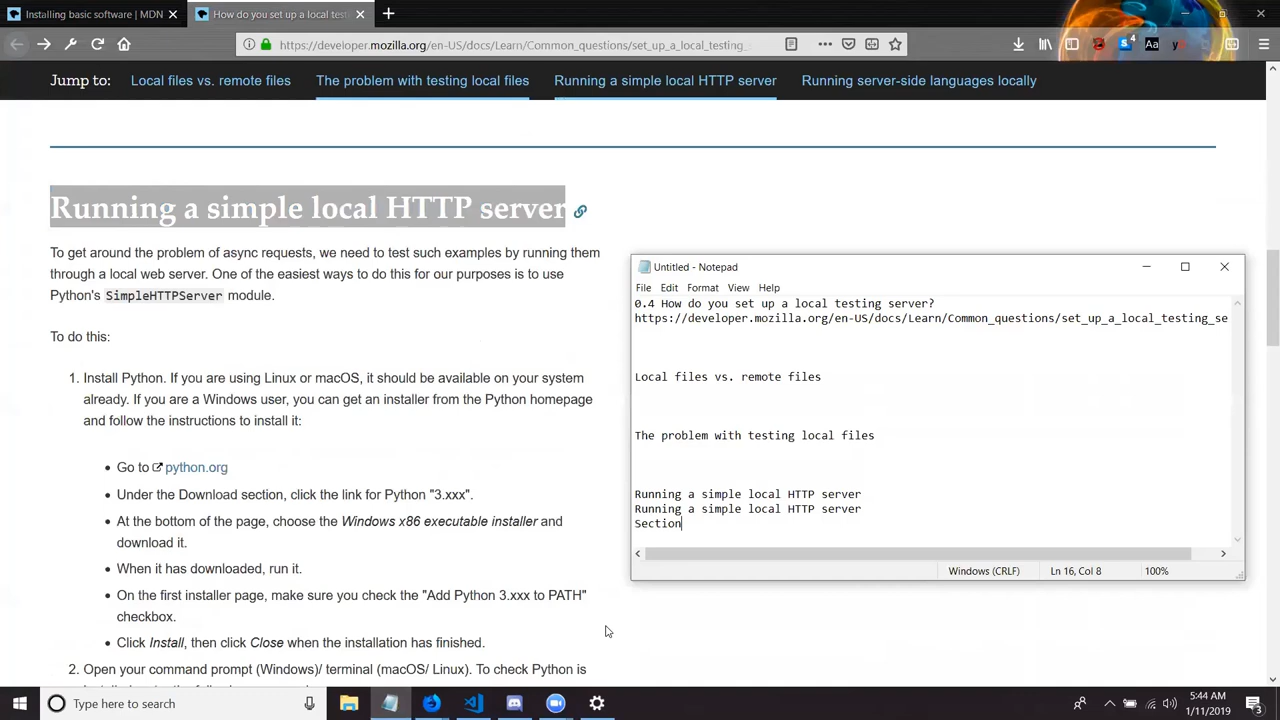 Installing basic software | MDN
How do you set up a local test
https://developer.mozilla.org/en-US/docs/Learn/Common_questions/set_up_a_local_testing_
Jump to:
Local files vs. remote files
The problem with testing local files
Running a simple local HTTP server
Running server-side languages locally
Running a simple local HTTP server
To get around the problem of async requests, we need to test such examples by running them
through a local web server. One of the easiest ways to do this for our purposes is to use
Python's SimpleHTTPServer module.
To do this:
1. Install Python. If you are using Linux or macOS, it should be available on your system
already. If you are a Windows user, you can get an installer from the Python homepage
and follow the instructions to install it:
• Go to python.org
• Under the Download section, click the link for Python "3.xxx".
• At the bottom of the page, choose the Windows x86 executable installer and
download it.
• When it has downloaded, run it.
• On the first installer page, make sure you check the "Add Python 3.xxx to PATH"
checkbox.
• Click Install, then click Close when the installation has finished.
2. Open your command prompt (Windows)/ terminal (macOS/ Linux). To check Python is
Untitled - Notepad
File Edit Format View Help
0.4 How do you set up a local testing server?
https://developer.mozilla.org/en-US/docs/Learn/Common_questions/set_up_a_local_testing_se
Local files vs. remote files
The problem with testing local files
Running a simple local HTTP server
Running a simple local HTTP server
Section
Windows (CRLF)
Ln 16, Col 8
100%
Type here to search
5:44 AM
1/11/2019